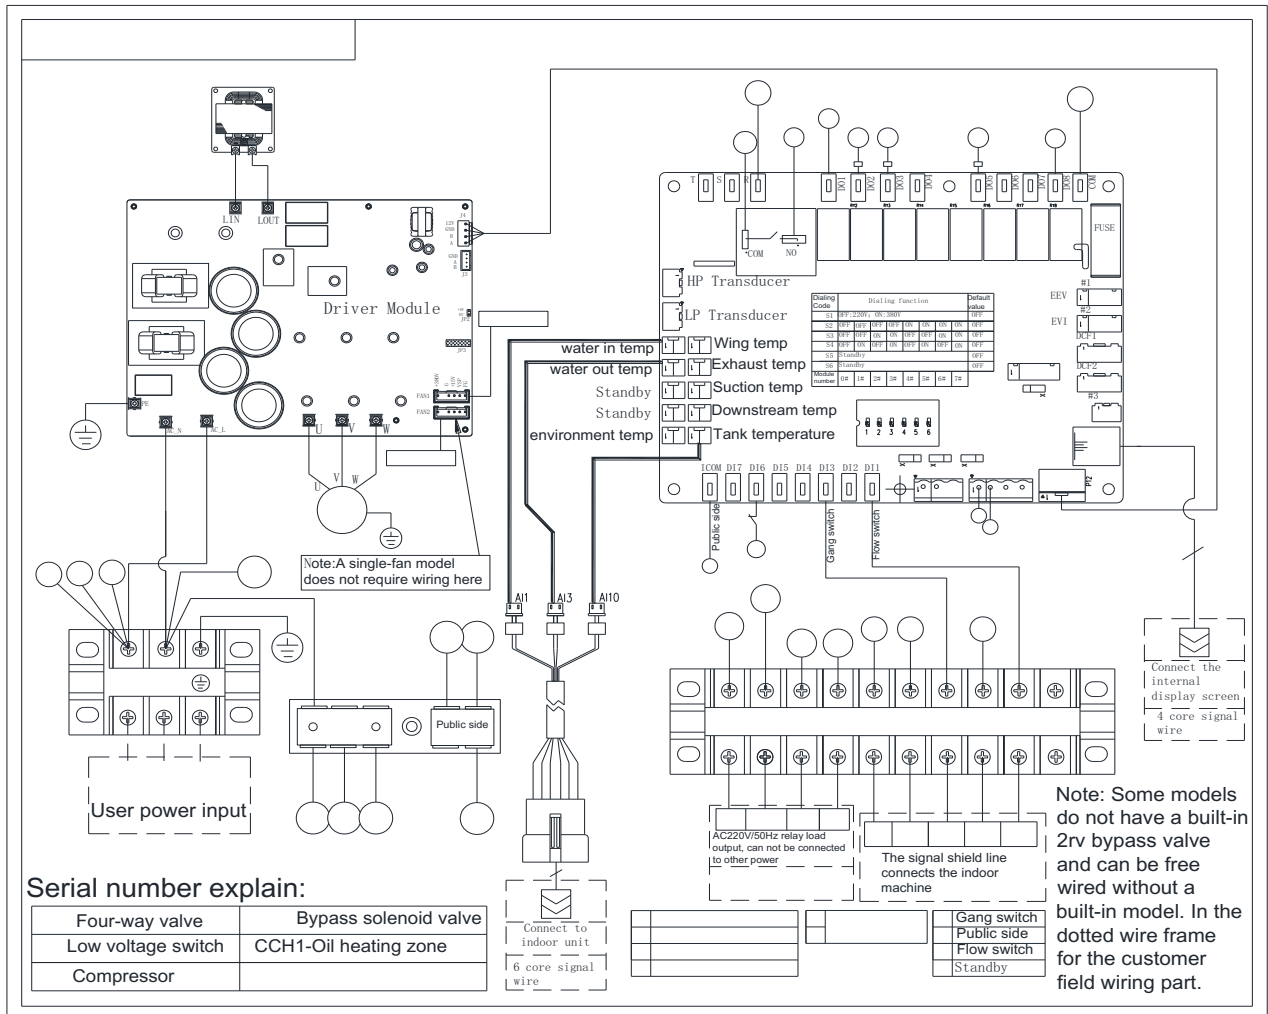 LIN
LOUT
Driver Module
J4
12V
GND
B
A
GND
A
B
J3
JP2
JP3
FAN1
FAN2
PE
AC_N
AC_L
U
V
W
U
V
W
Note:A single-fan model
does not require wiring here
T
S
R
DO1
DO2
DO3
DO4
DO5
DO6
DO7
DO8
COM
FUSE
COM
NO
HP Transducer
LP Transducer
Dialing Code
Dialing function
Default value
S1 OFF:220V; ON:380V OFF
S2 OFF OFF OFF OFF ON ON ON ON OFF
S3 OFF OFF ON ON OFF OFF ON ON OFF
S4 OFF ON OFF ON OFF ON OFF ON OFF
S5 Standby OFF
S6 Standby OFF
Module number 0# 1# 2# 3# 4# 5# 6# 7#
#1
EEV
#2
EVI
DCF1
DCF2
#3
water in temp
Wing temp
water out temp
Exhaust temp
Standby
Suction temp
Standby
Downstream temp
environment temp
Tank temperature
1 2 3 4 5 6
P12
ICOM
DI7
DI6
DI5
DI4
DI3
DI2
DI1
Public side
Gang switch
Flow switch
AI1
AI3
AI10
Public side
User power input
Connect the
internal
display screen
4 core signal
wire
AC220V/50Hz relay load
output, can not be connected
to other power
The signal shield line
connects the indoor
machine
Connect to
indoor unit
6 core signal
wire
Note: Some models
do not have a built-in
2rv bypass valve
and can be free
wired without a
built-in model. In the
dotted wire frame
for the customer
field wiring part.
Serial number explain:
Four-way valve
Bypass solenoid valve
Low voltage switch
CCH1-Oil heating zone
Compressor
Gang switch
Public side
Flow switch
Standby